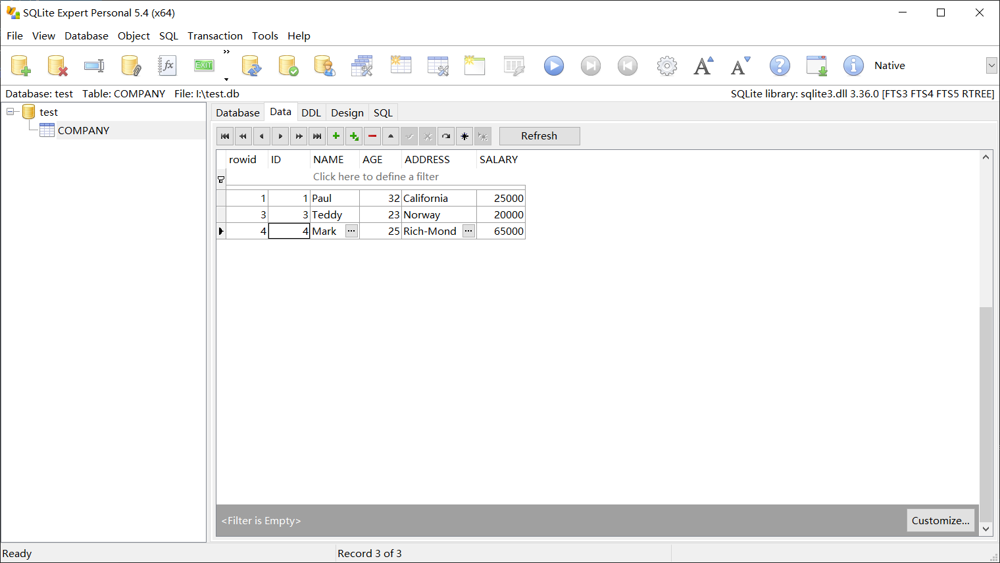 SQLite Expert Personal 5.4 (x64)
File View Database Object SQL Transaction Tools Help
EXIT Native
Database: test Table: COMPANY File: I:\test.db SQLite library: sqlite3.dll 3.36.0 [FTS3 FTS4 FTS5 RTREE]
test
COMPANY
Database Data DDL Design SQL
Refresh
rowid ID NAME AGE ADDRESS SALARY
Click here to define a filter
1 1 Paul 32 California 25000
3 3 Teddy 23 Norway 20000
4 4 Mark ... 25 Rich-Mond ... 65000
<Filter is Empty> Customize...
Ready Record 3 of 3